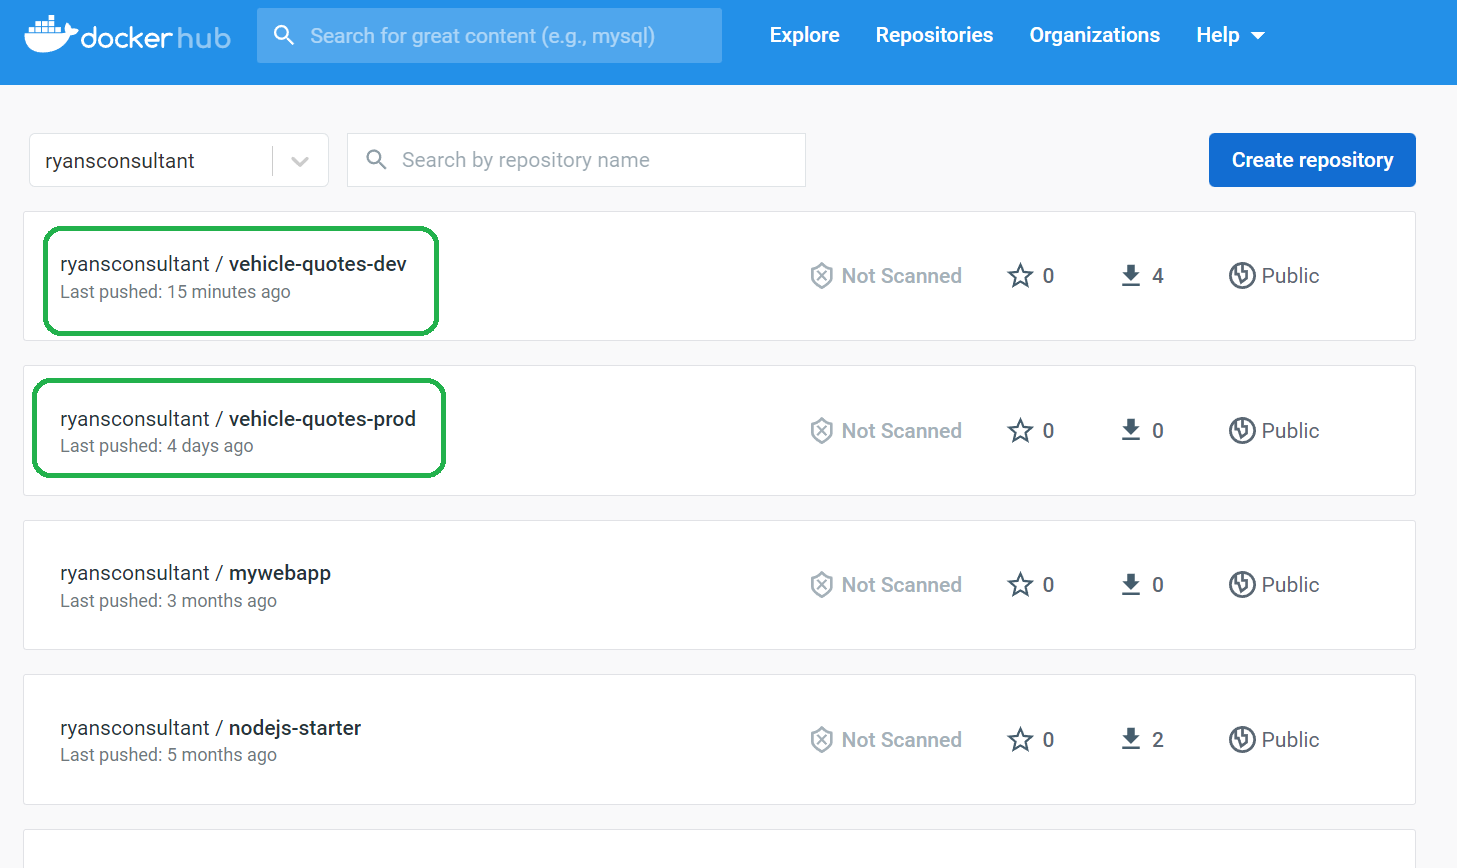 docker hub
Search for great content (e.g., mysql)
Explore
Repositories
Organizations
Help
ryansconsultant
Search by repository name
Create repository
ryansconsultant / vehicle-quotes-dev
Last pushed: 15 minutes ago
Not Scanned
0
4
Public
ryansconsultant / vehicle-quotes-prod
Last pushed: 4 days ago
Not Scanned
0
0
Public
ryansconsultant / mywebapp
Last pushed: 3 months ago
Not Scanned
0
0
Public
ryansconsultant / nodejs-starter
Last pushed: 5 months ago
Not Scanned
0
2
Public